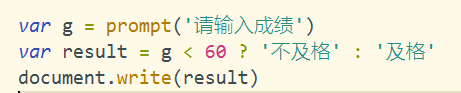 var g = prompt('请输入成绩')
var result = g < 60 ? '不及格' : '及格'
document.write(result)